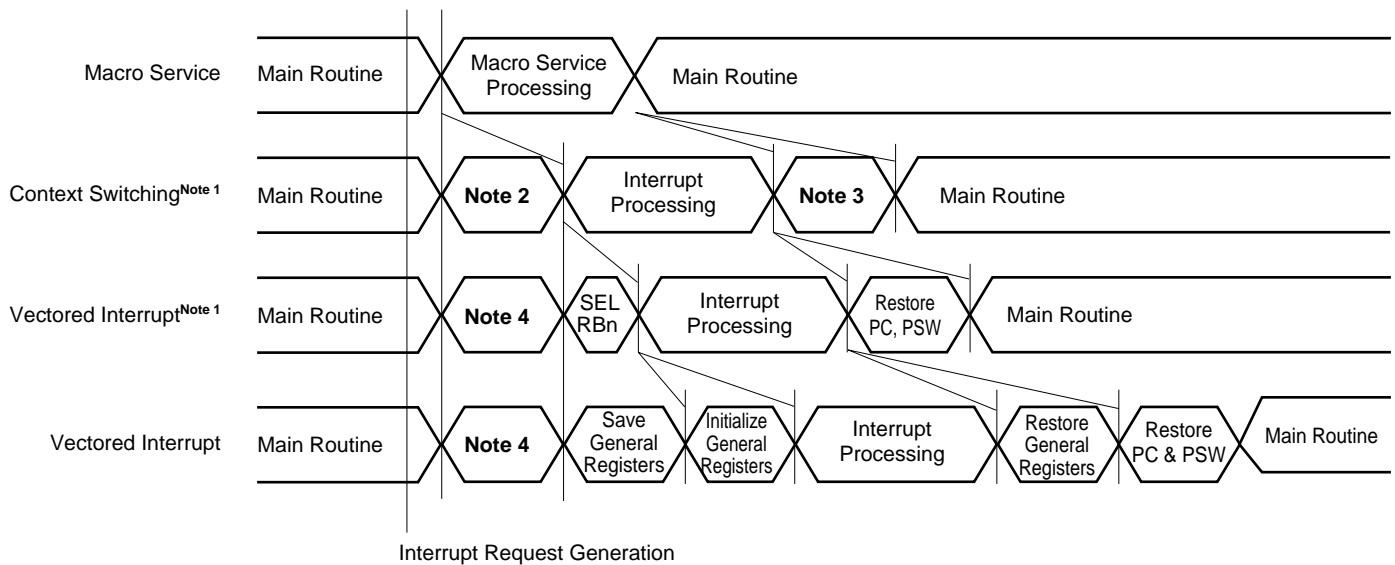 Macro Service
Main Routine
Macro Service
Processing
Main Routine
Context Switching Note 1
Main Routine
Note 2
Interrupt
Processing
Note 3
Main Routine
Vectored Interrupt Note 1
Main Routine
Note 4
SEL
RBn
Interrupt
Processing
Restore
PC, PSW
Main Routine
Vectored Interrupt
Main Routine
Note 4
Save
General
Registers
Initialize
General
Registers
Interrupt
Processing
Restore
General
Registers
Restore
PC & PSW
Main Routine
Interrupt Request Generation